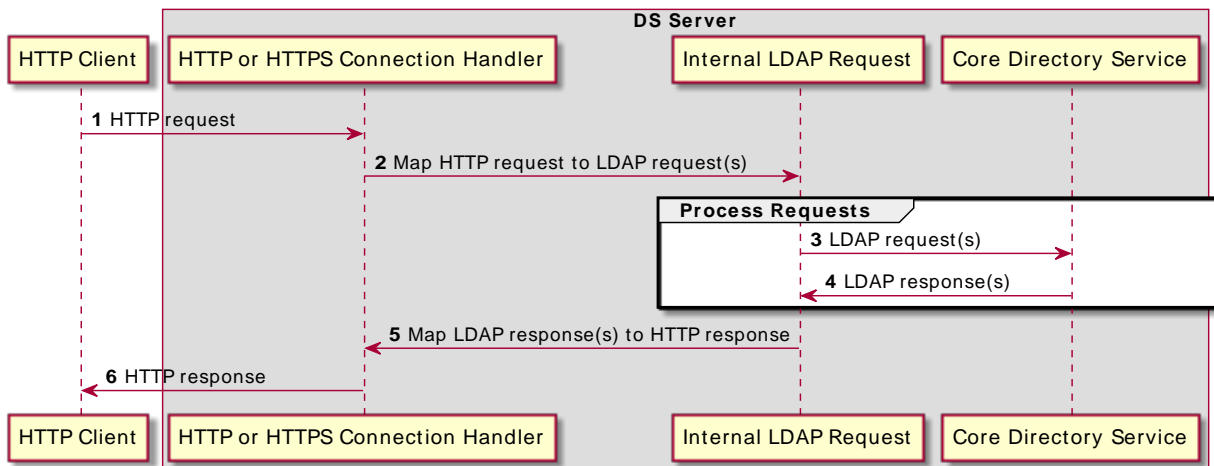 DS Server
HTTP Client
HTTP or HTTPS Connection Handler
Internal LDAP Request
Core Directory Service
1 HTTP request
2 Map HTTP request to LDAP request(s)
Process Requests
3 LDAP request(s)
4 LDAP response(s)
5 Map LDAP response(s) to HTTP response
6 HTTP response
HTTP Client
HTTP or HTTPS Connection Handler
Internal LDAP Request
Core Directory Service